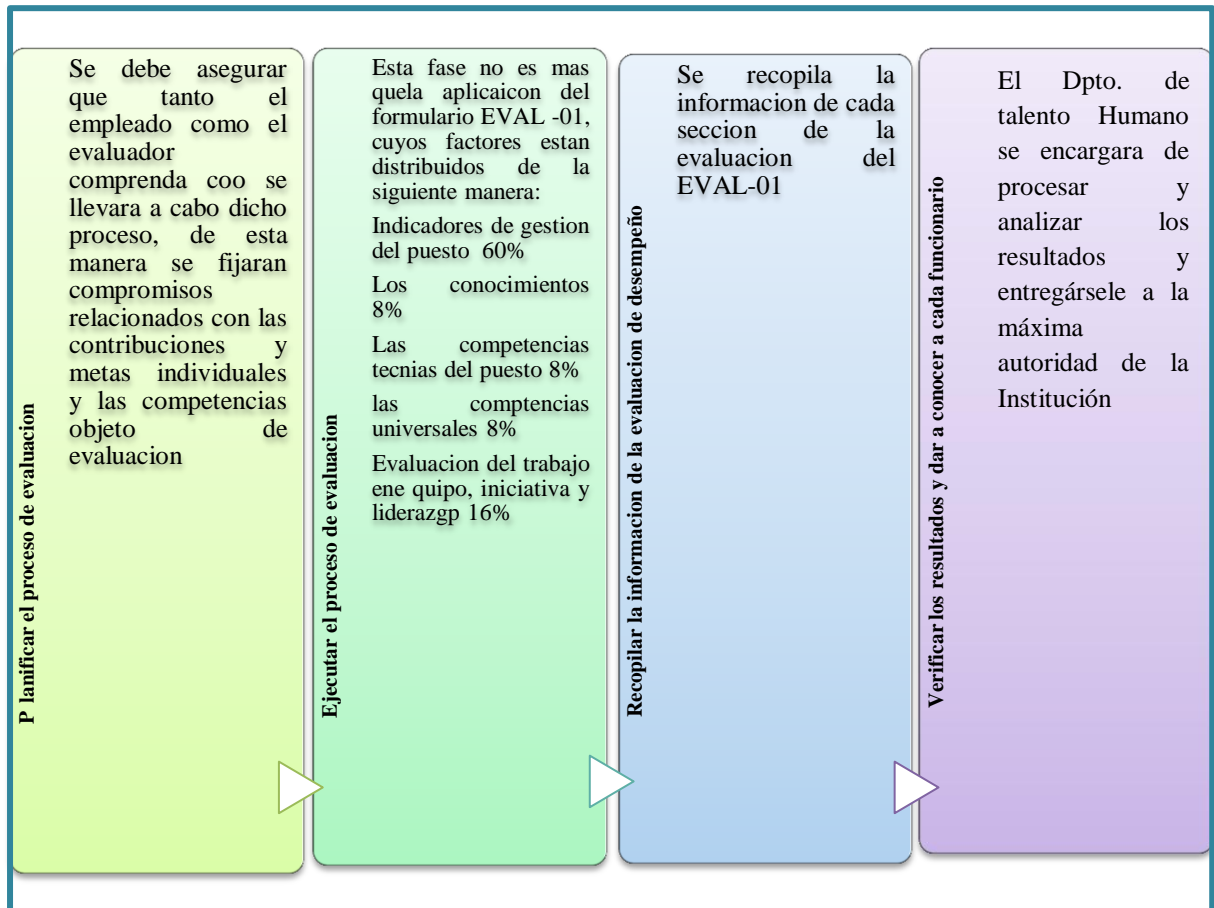 P lanificar el proceso de evaluacion
Se debe asegurar
que tanto el
empleado como el
evaluador
comprenda coo se
llevara a cabo dicho
proceso, de esta
manera se fijaran
compromisos
relacionados con las
contribuciones y
metas individuales
y las competencias
objeto de
evaluacion
Ejecutar el proceso de evaluacion
Esta fase no es mas
quela aplicaicon del
formulario EVAL -01,
cuyos factores estan
distribuidos de la
siguiente manera:
Indicadores de gestion
del puesto 60%
Los conocimientos
8%
Las competencias
tecnias del puesto 8%
las comptencias
universales 8%
Evaluacion del trabajo
ene quipo, iniciativa y
liderazgp 16%
Recopilar la informacion de la evaluacion de desempeño
Se recopila la
informacion de cada
seccion de la
evaluacion del
EVAL-01
Verificar los resultados y dar a conocer a cada funcionario
El Dpto. de
talento Humano
se encargara de
procesar y
analizar los
resultados y
entregársele a la
máxima
autoridad de la
Institución